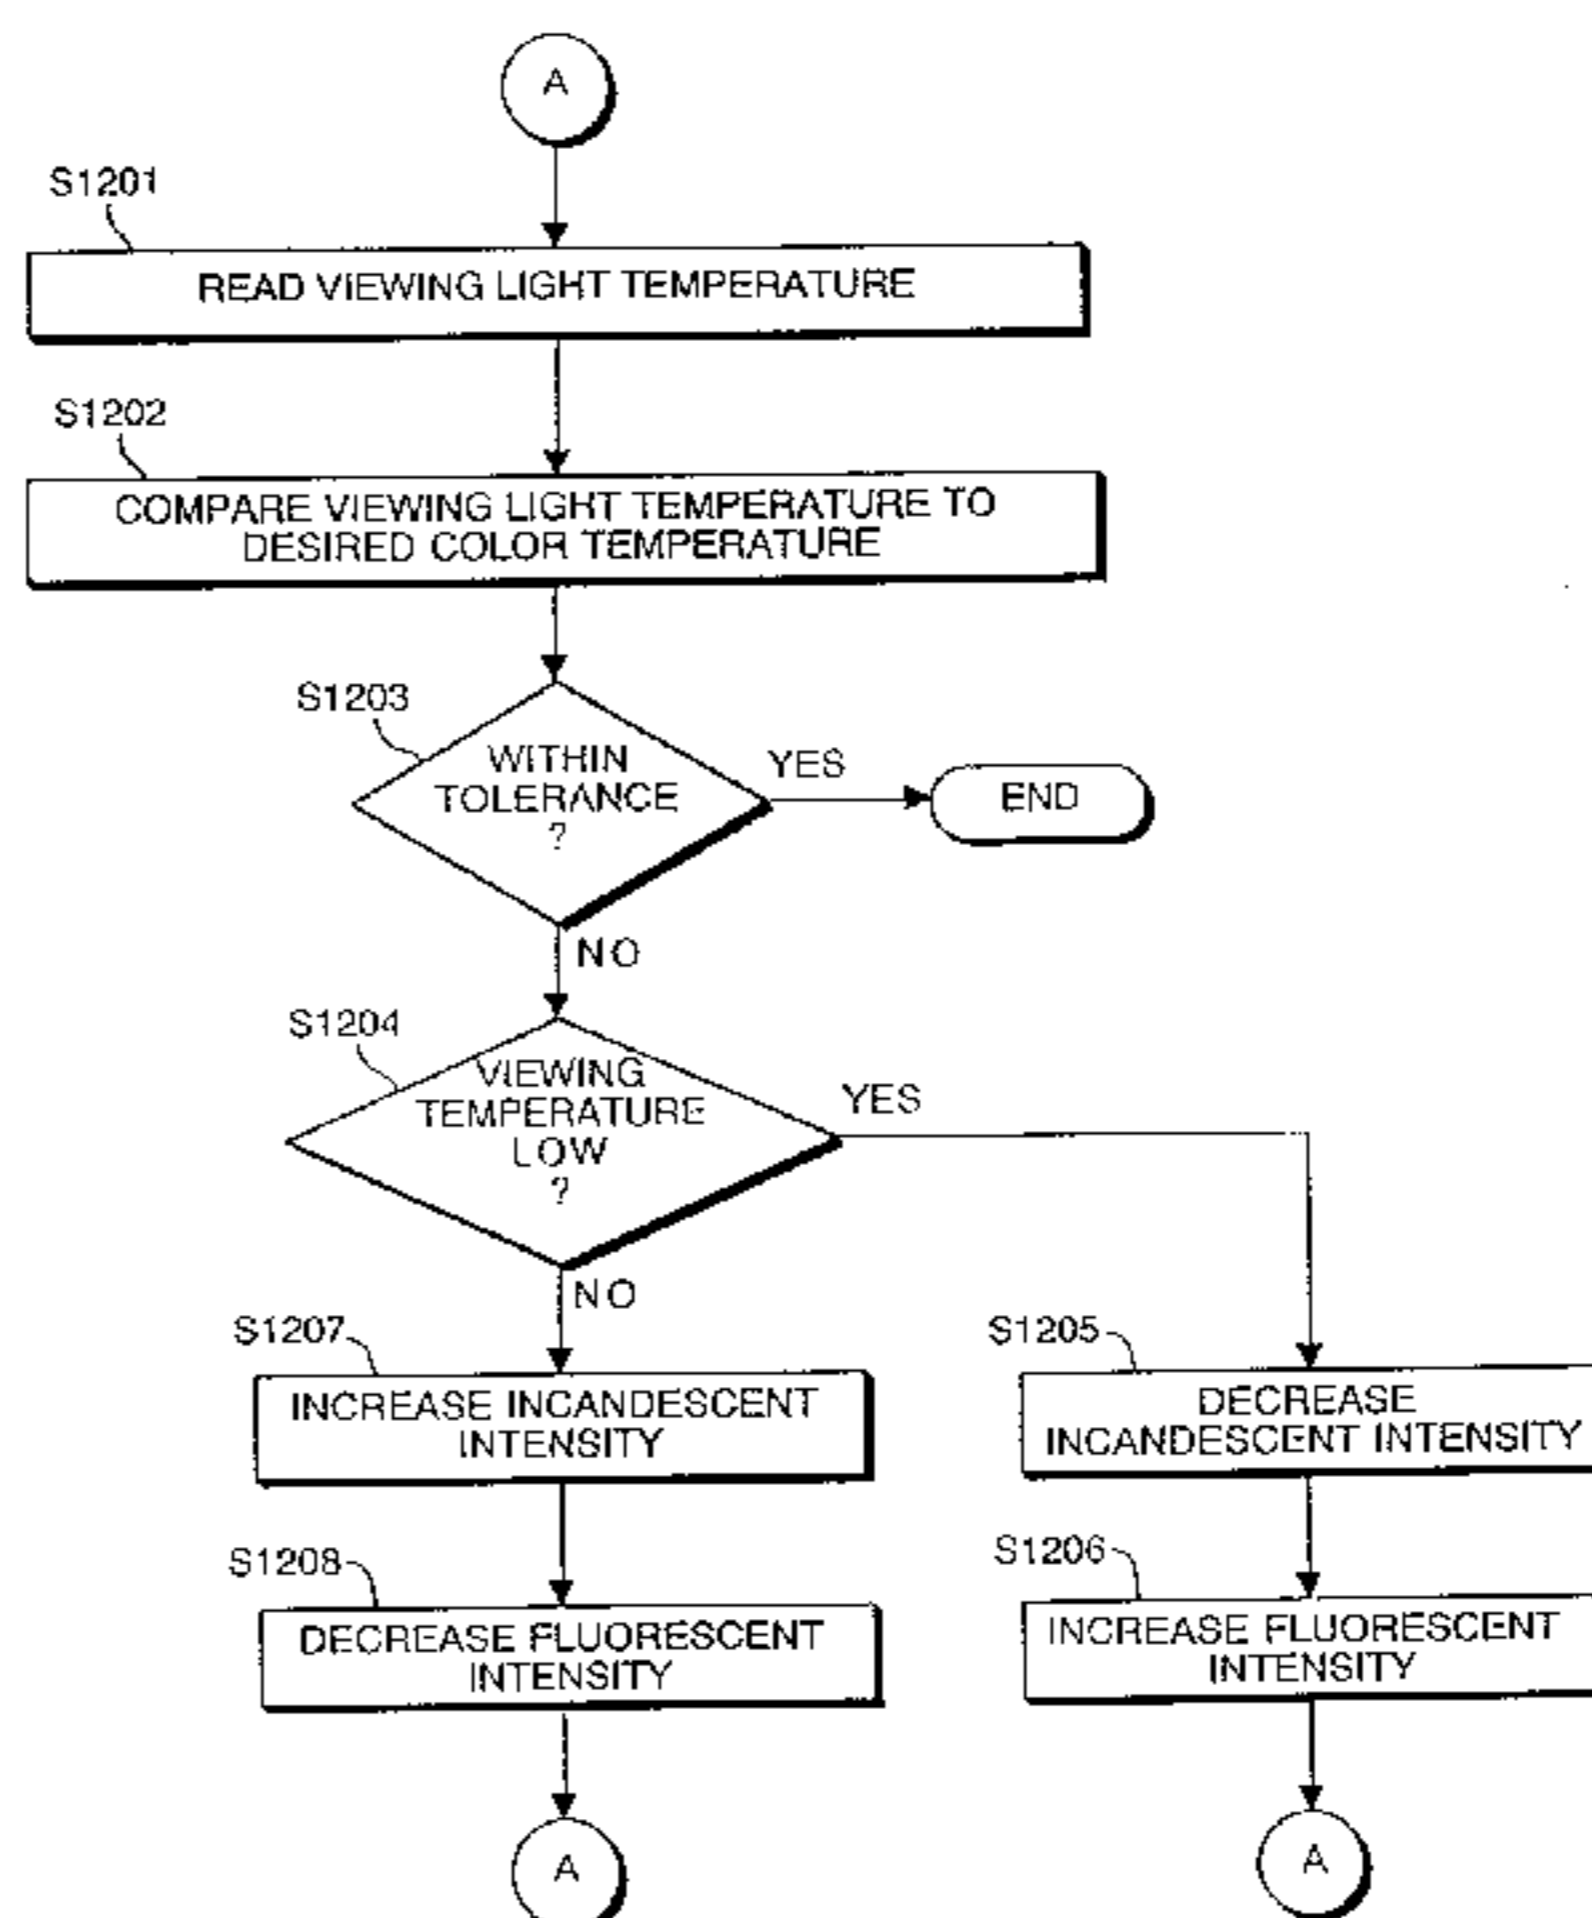 A
S1201
READ VIEWING LIGHT TEMPERATURE
S1202
COMPARE VIEWING LIGHT TEMPERATURE TO
DESIRED COLOR TEMPERATURE
S1203
WITHIN
TOLERANCE
?
YES
END
NO
S1204
VIEWING
TEMPERATURE
LOW
?
YES
NO
S1207
INCREASE INCANDESCENT
INTENSITY
S1205
DECREASE
INCANDESCENT INTENSITY
S1208
DECREASE FLUORESCENT
INTENSITY
S1206
INCREASE FLUORESCENT
INTENSITY
A
A